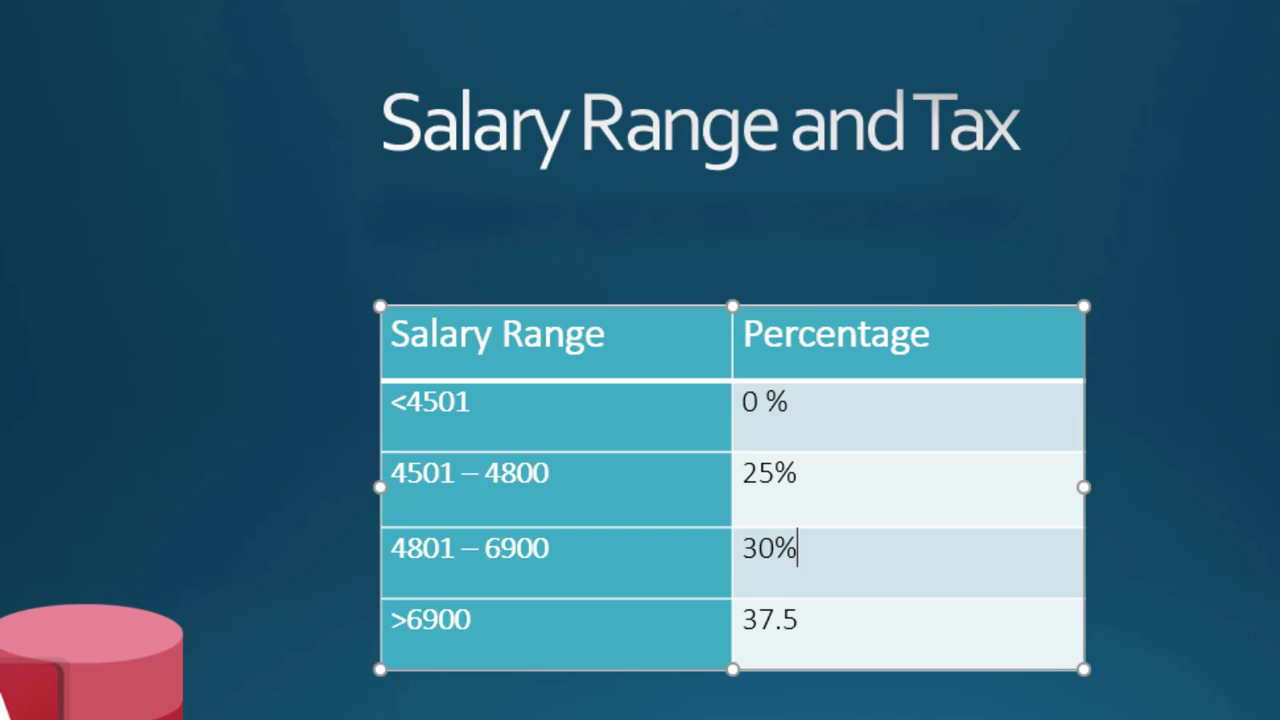 Salary Range and Tax
Salary Range Percentage
<4501 0 %
4501 – 4800 25%
4801 – 6900 30%
>6900 37.5